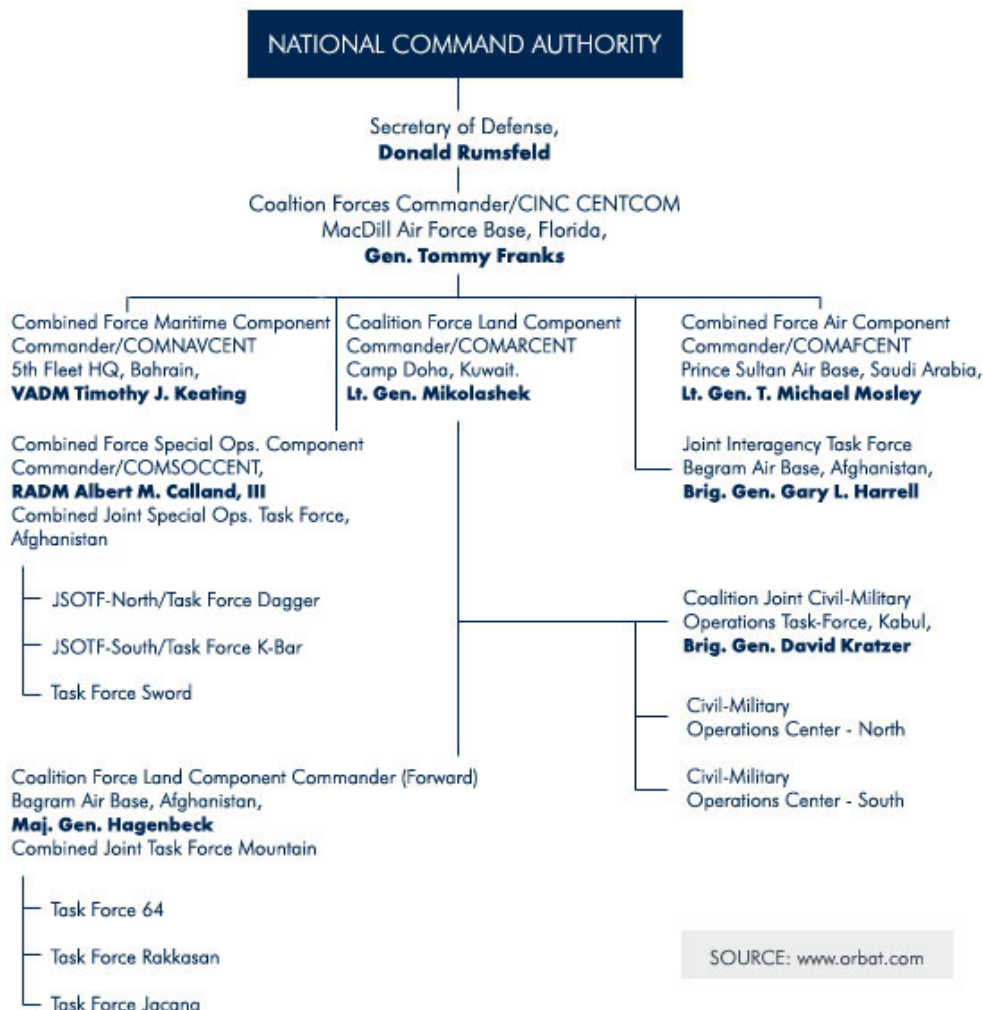 NATIONAL COMMAND AUTHORITY
Secretary of Defense,
Donald Rumsfeld
Coaltion Forces Commander/CINC CENTCOM
MacDill Air Force Base, Florida,
Gen. Tommy Franks
Combined Force Maritime Component
Commander/COMNAVCENT
5th Fleet HQ, Bahrain,
VADM Timothy J. Keating
Coalition Force Land Component
Commander/COMARCENT
Camp Doha, Kuwait.
Lt. Gen. Mikolashek
Combined Force Air Component
Commander/COMAFCENT
Prince Sultan Air Base, Saudi Arabia,
Lt. Gen. T. Michael Mosley
Combined Force Special Ops. Component
Commander/COMSOCCENT,
RADM Albert M. Calland, III
Combined Joint Special Ops. Task Force,
Afghanistan
Joint Interagency Task Force
Begram Air Base, Afghanistan,
Brig. Gen. Gary L. Harrell
JSOTF-North/Task Force Dagger
JSOTF-South/Task Force K-Bar
Task Force Sword
Coalition Joint Civil-Military
Operations Task-Force, Kabul,
Brig. Gen. David Kratzer
Civil-Military
Operations Center - North
Civil-Military
Operations Center - South
Coalition Force Land Component Commander (Forward)
Bagram Air Base, Afghanistan,
Maj. Gen. Hagenbeck
Combined Joint Task Force Mountain
Task Force 64
Task Force Rakkasan
Task Force Jacana
SOURCE: www.orbat.com